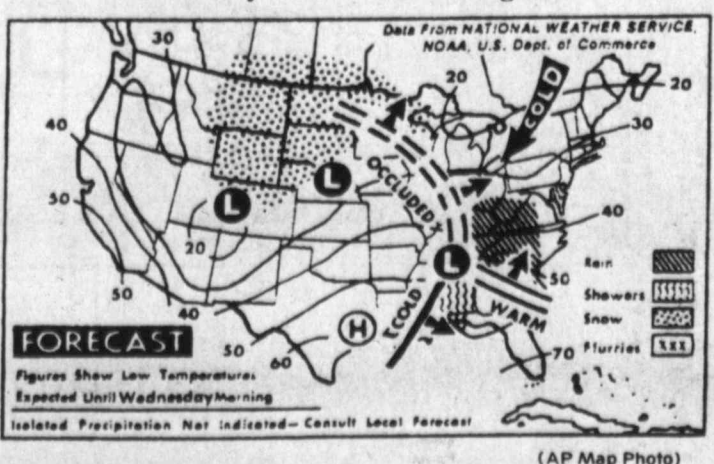 Data From NATIONAL WEATHER SERVICE,
NOAA, U.S. Dept. of Commerce
30
20
20
COLD
40
30
OCCLUDED
L
50
L
40
20
L
50
Rain
50
40
COLD
WARM
Showers
H
Snow
FORECAST
50
60
70
Flurries
Figures Show Low Temperatures
Expected Until Wednesday Morning
Isolated Precipitation Not Indicated— Consult Local Forecast
(AP Map Photo)